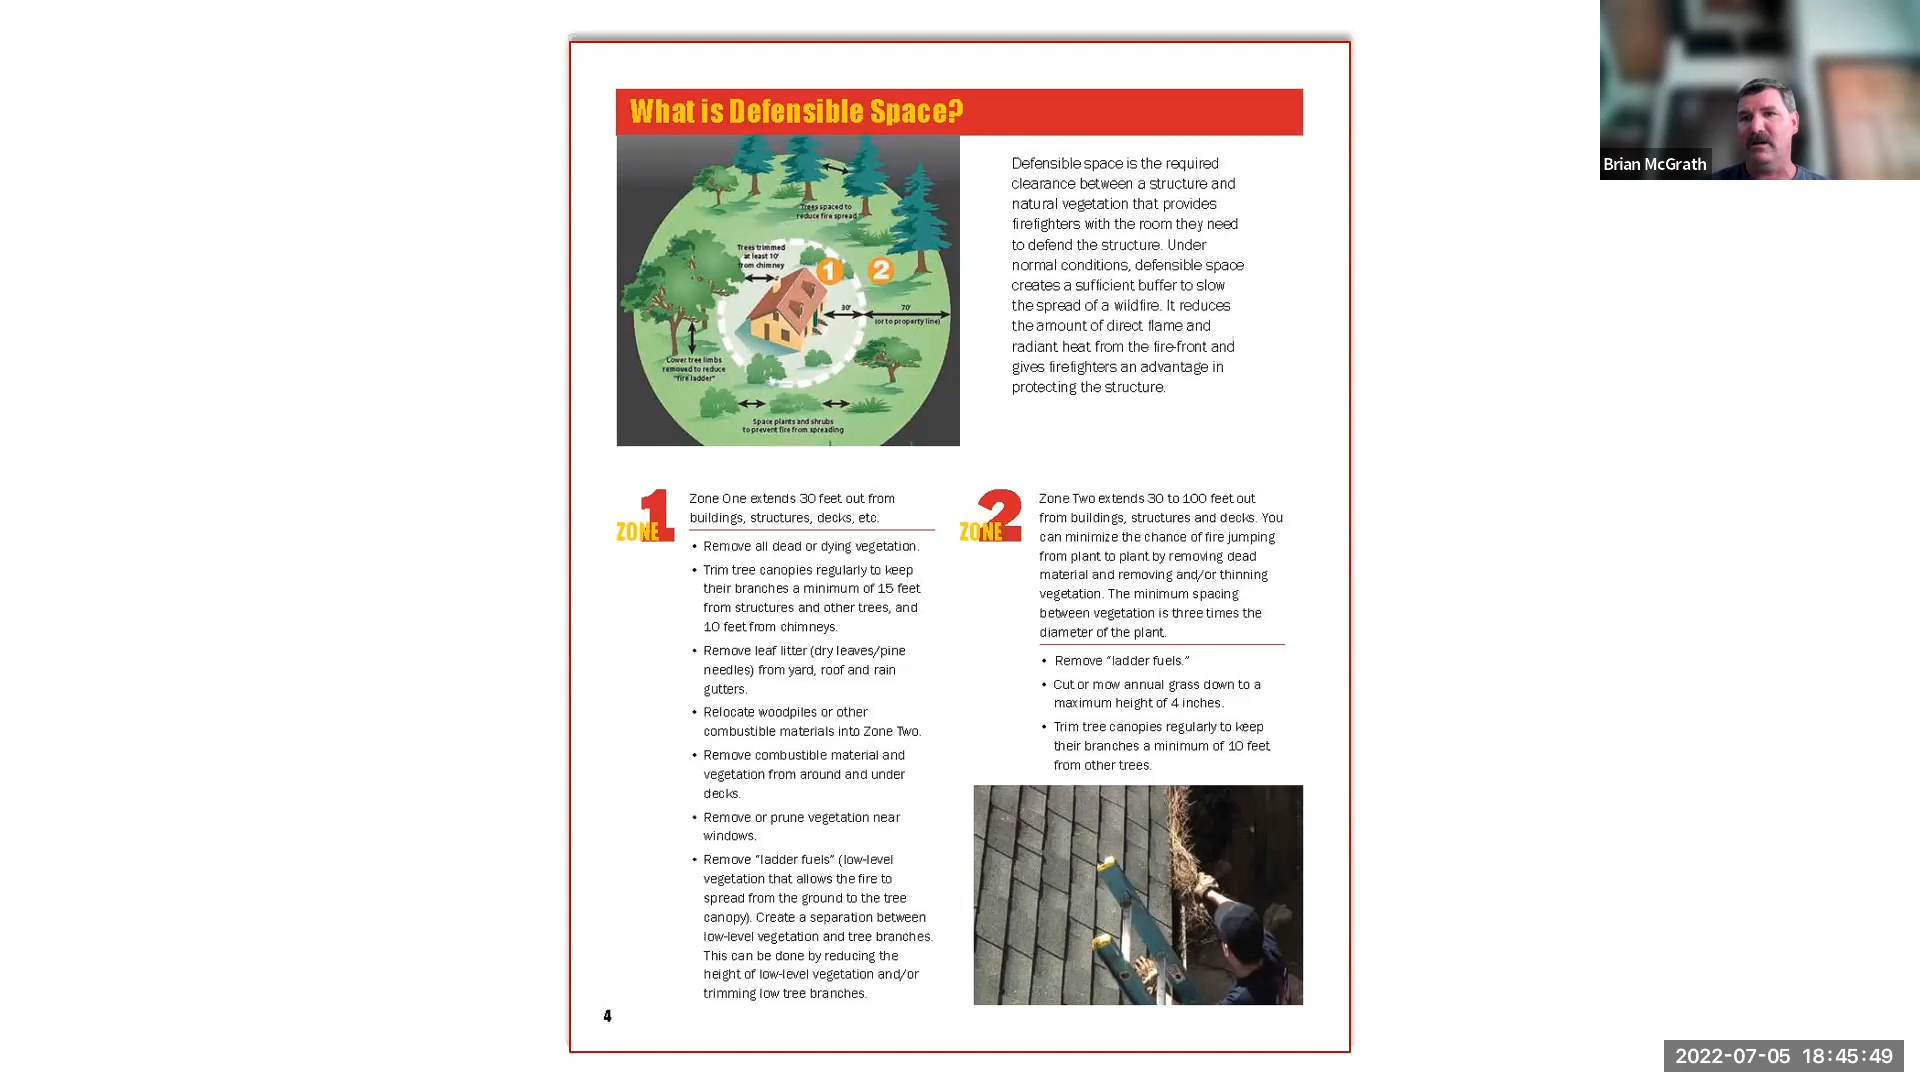 What is Defensible Space?
Trees spaced to
reduce fire spread
Trees trimmed
at least 10'
from chimney
1
2
30'
70'
(or to property line)
Lower tree limbs
removed to reduce
"fire ladder"
Space plants and shrubs
to prevent fire from spreading
Defensible space is the required
clearance between a structure and
natural vegetation that provides
firefighters with the room they need
to defend the structure. Under
normal conditions, defensible space
creates a sufficient buffer to slow
the spread of a wildfire. It reduces
the amount of direct flame and
radiant heat from the fire-front and
gives firefighters an advantage in
protecting the structure.
ZONE 1
Zone One extends 30 feet out from
buildings, structures, decks, etc.
• Remove all dead or dying vegetation.
• Trim tree canopies regularly to keep
their branches a minimum of 15 feet
from structures and other trees, and
10 feet from chimneys.
• Remove leaf litter (dry leaves/pine
needles) from yard, roof and rain
gutters.
• Relocate woodpiles or other
combustible materials into Zone Two.
• Remove combustible material and
vegetation from around and under
decks.
• Remove or prune vegetation near
windows.
• Remove “ladder fuels” (low-level
vegetation that allows the fire to
spread from the ground to the tree
canopy). Create a separation between
low-level vegetation and tree branches.
This can be done by reducing the
height of low-level vegetation and/or
trimming low tree branches.
ZONE 2
Zone Two extends 30 to 100 feet out
from buildings, structures and decks. You
can minimize the chance of fire jumping
from plant to plant by removing dead
material and removing and/or thinning
vegetation. The minimum spacing
between vegetation is three times the
diameter of the plant.
• Remove “ladder fuels.”
• Cut or mow annual grass down to a
maximum height of 4 inches.
• Trim tree canopies regularly to keep
their branches a minimum of 10 feet
from other trees.
4
Brian McGrath
2022-07-05 18:45:49